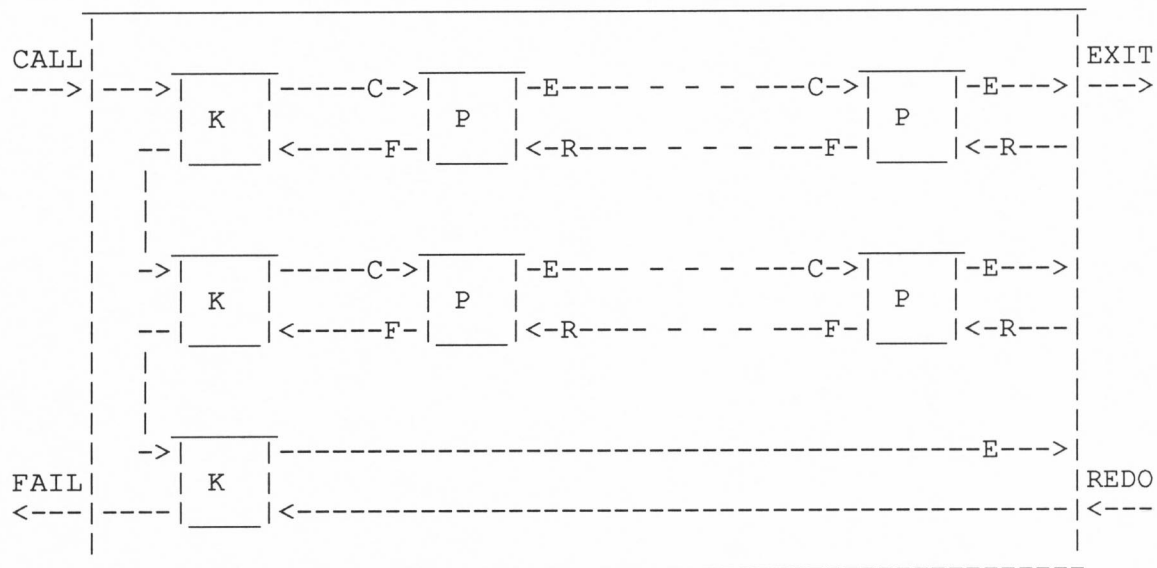 CALL EXIT
---> ---> -----C-> -E---- - - - ---C-> -E---> --->
K P P
-- <-----F- <-R---- - - - ---F- <-R---
-> -----C-> -E---- - - - ---C-> -E--->
K P P
-- <-----F- <-R---- - - - ---F- <-R---
-> -----------------------------------E--->
FAIL K REDO
<--- ---- <--------------------------------------- <---